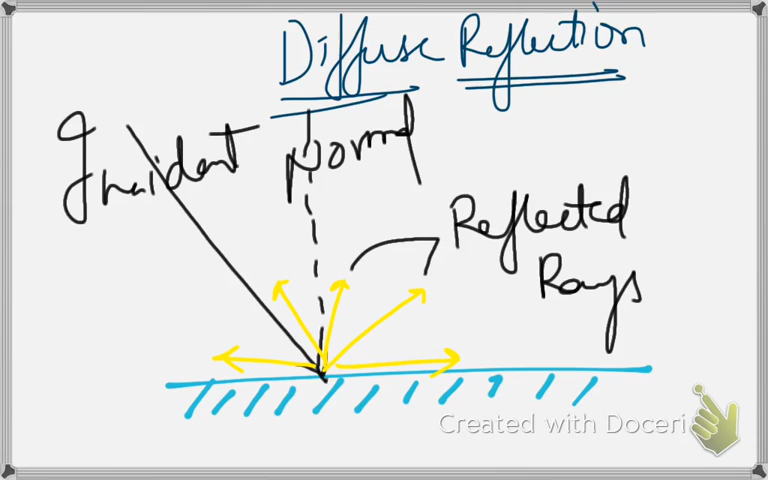 Diffuse Reflection
Incident Normal
Reflected
Rays
Created with Doceri